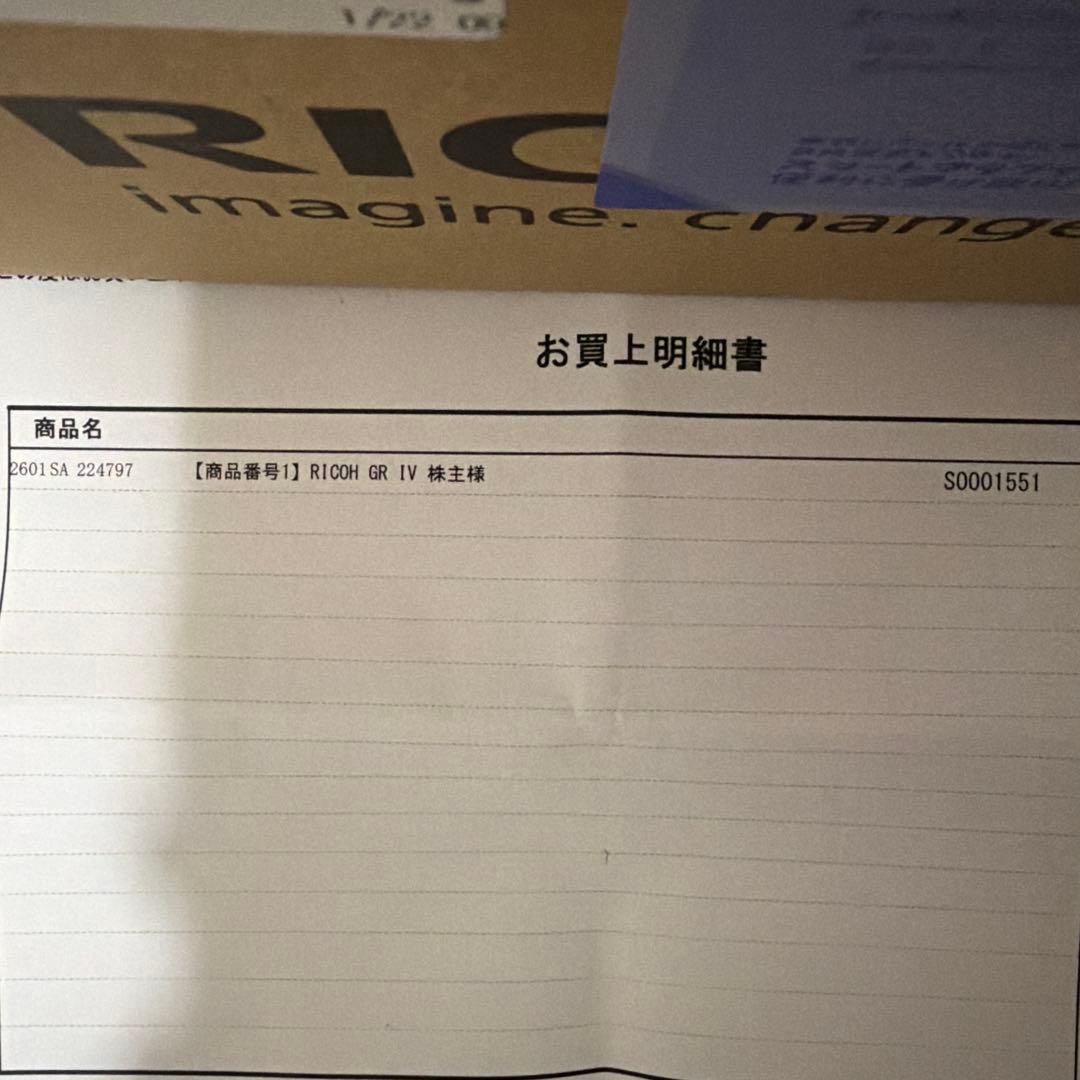 RIC
imagine. change
お買上明細書
商品名
2601SA 224797 【商品番号1】RICOH GR IV 株主様 S0001551